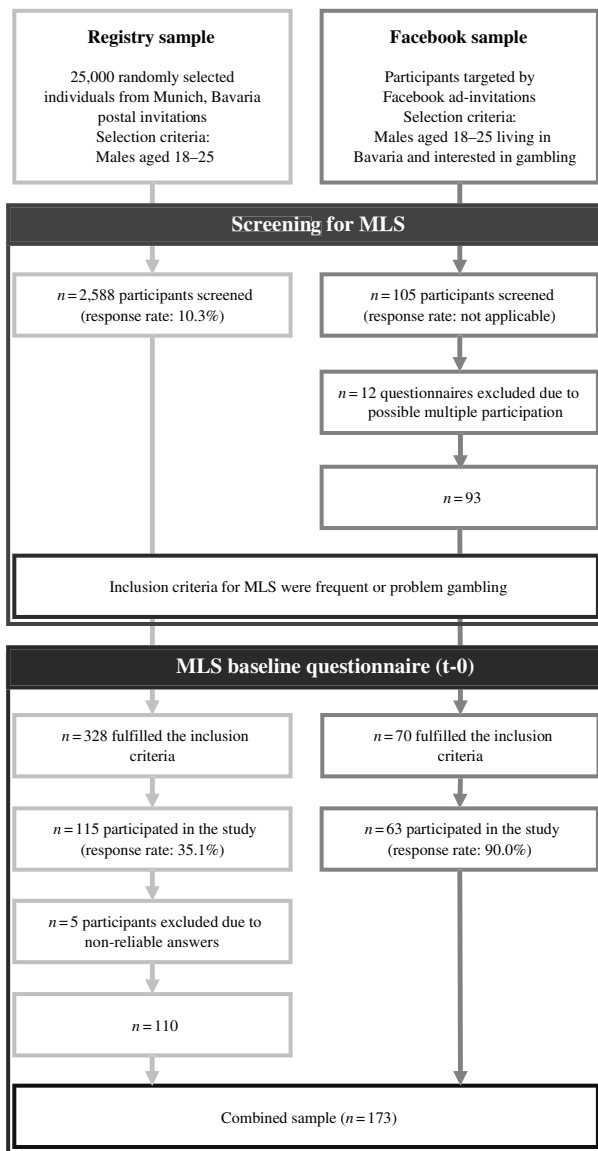 Registry sample
25,000 randomly selected
individuals from Munich, Bavaria
postal invitations
Selection criteria:
Males aged 18–25
Facebook sample
Participants targeted by
Facebook ad-invitations
Selection criteria:
Males aged 18–25 living in
Bavaria and interested in gambling
Screening for MLS
n = 2,588 participants screened
(response rate: 10.3%)
n = 105 participants screened
(response rate: not applicable)
n = 12 questionnaires excluded due to
possible multiple participation
n = 93
Inclusion criteria for MLS were frequent or problem gambling
MLS baseline questionnaire (t-0)
n = 328 fulfilled the inclusion
criteria
n = 70 fulfilled the inclusion
criteria
n = 115 participated in the study
(response rate: 35.1%)
n = 63 participated in the study
(response rate: 90.0%)
n = 5 participants excluded due to
non-reliable answers
n = 110
Combined sample (n = 173)